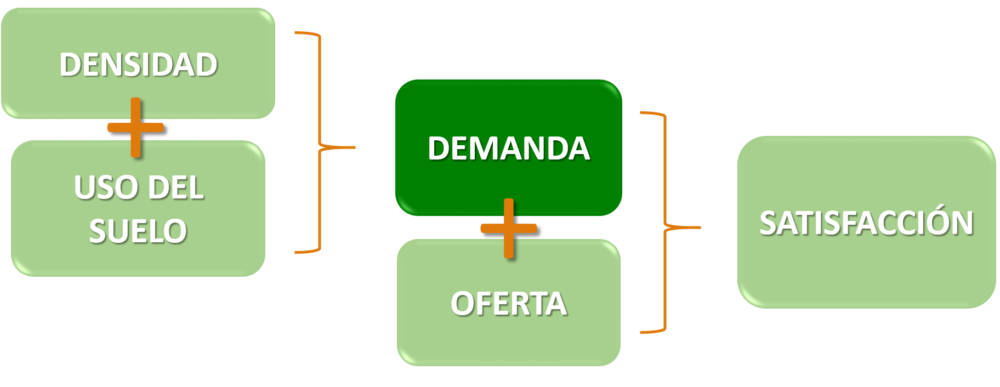 DENSIDAD
USO DEL
SUELO
DEMANDA
OFERTA
SATISFACCIÓN